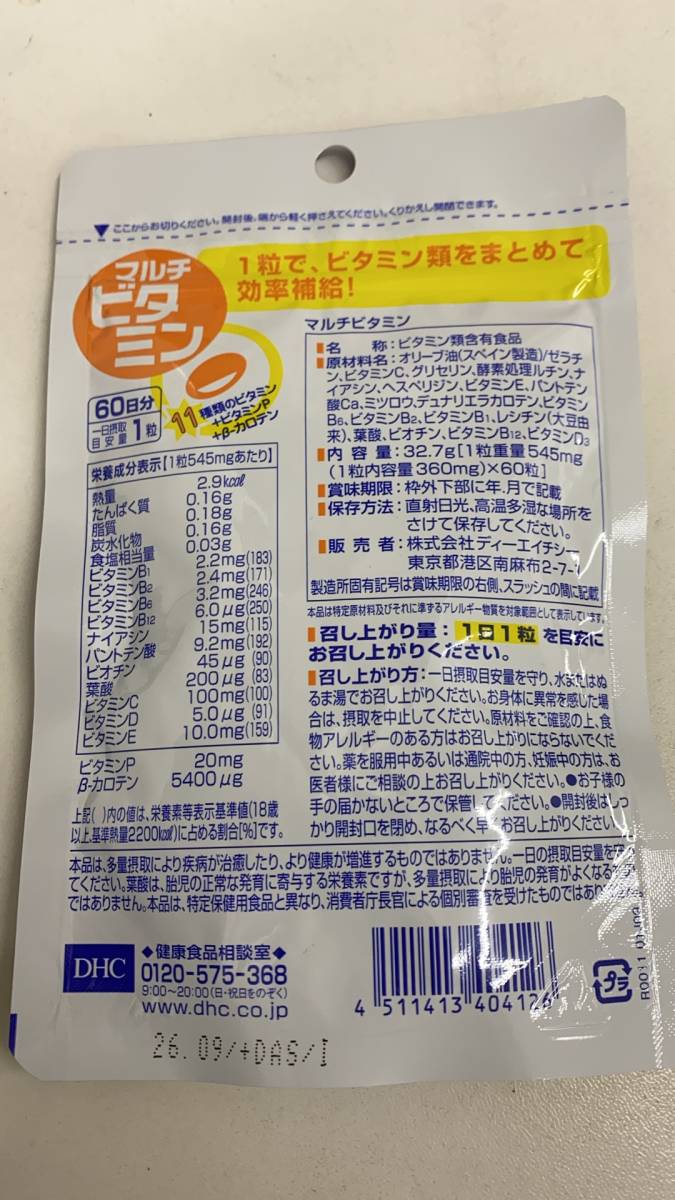 ▼ここからお切りください。開封後、端から軽く押さえてください。くりかえし開閉できます。
マルチ
ビタ
ミン
1粒で、ビタミン類をまとめて
効率補給!
60日分
一日摂取
目安量1粒
11種類のビタミン
+ビタミンP
+β-カロテン
栄養成分表示【1粒545mgあたり】
熱量 2.9kcal
たんぱく質 0.16g
脂質 0.18g
炭水化物 0.16g
食塩相当量 0.03g
ビタミンB1 2.2mg(183)
ビタミンB2 2.4mg(171)
ビタミンB6 3.2mg(246)
ビタミンB12 6.0μg(250)
ナイアシン 15mg(115)
パントテン酸 9.2mg(192)
ビオチン 45μg(90)
葉酸 200μg(83)
ビタミンC 100mg(100)
ビタミンD 5.0μg(91)
ビタミンE 10.0mg(159)
ビタミンP 20mg
β-カロテン 5400μg
上記( )内の値は、栄養素等表示基準値(18歳
以上、基準熱量2200kcal)に占める割合[%]です。
マルチビタミン
名 称:ビタミン類含有食品
原材料名:オリーブ油(スペイン製造)/ゼラチ
ン、ビタミンC、グリセリン、酵素処理ルチン、ナ
イアシン、ヘスペリジン、ビタミンE、パントテン
酸Ca、ミツロウ、デュナリエラカロテン、ビタミン
B6、ビタミンB2、ビタミンB1、レシチン(大豆由
来)、葉酸、ビオチン、ビタミンB12、ビタミンD3
内 容 量:32.7g[1粒重量545mg
(1粒内容量360mg)×60粒]
賞味期限:枠外下部に年、月で記載
保存方法:直射日光、高温多湿な場所を
さけて保存してください。
販 売 者:株式会社ディーエイチシー
東京都港区南麻布2-7-1
製造所固有記号は賞味期限の右側、スラッシュの間に記載
本品は特定原材料及びそれに準ずるアレルギー物質を対象範囲として表示しています。
召し上がり量:1日1粒を目安に
お召し上がりください。
召し上がり方:一日摂取目安量を守り、水またはぬ
るま湯でお召し上がりください。お身体に異常を感じた場
合は、摂取を中止してください。原材料をご確認の上、食
物アレルギーのある方はお召し上がりにならないでくだ
さい。薬を服用中あるいは通院中の方、妊娠中の方は、お
医者様にご相談の上お召し上がりください。●お子様の
手の届かないところで保管してください。●開封後はしっ
かり開封口を閉め、なるべく早くお召し上がりください。
本品は、多量摂取により疾病が治癒したり、より健康が増進するものではありません。一日の摂取目安量を守っ
てください。葉酸は、胎児の正常な発育に寄与する栄養素ですが、多量摂取により胎児の発育がよくなるもの
ではありません。本品は、特定保健用食品と異なり、消費者庁長官による個別審査を受けたものではありません。
DHC
◆健康食品相談室◆
0120-575-368
9:00〜20:00(日・祝日をのぞく)
www.dhc.co.jp
4 511413 404126
プラ
26.09/+DAS/I